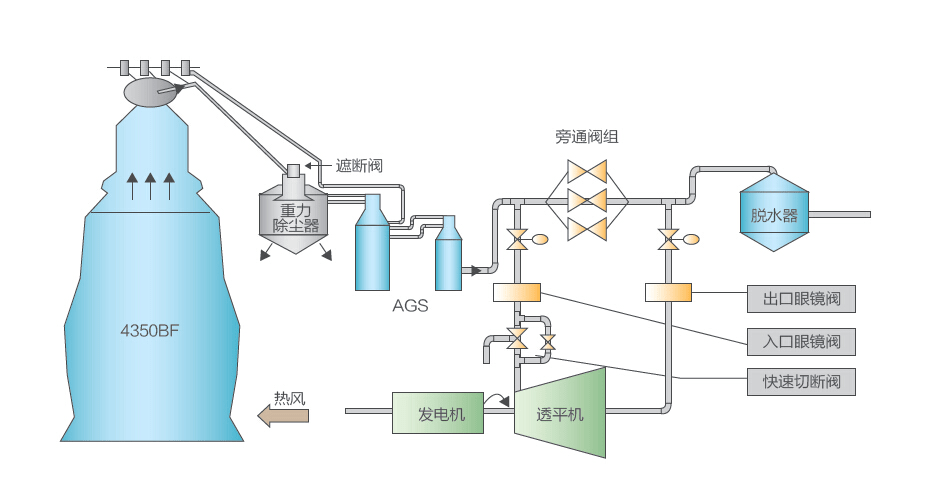 旁通阀组
遮断阀
重力
除尘器
脱水器
AGS
4350BF
出口眼镜阀
入口眼镜阀
快速切断阀
热风
发电机
透平机